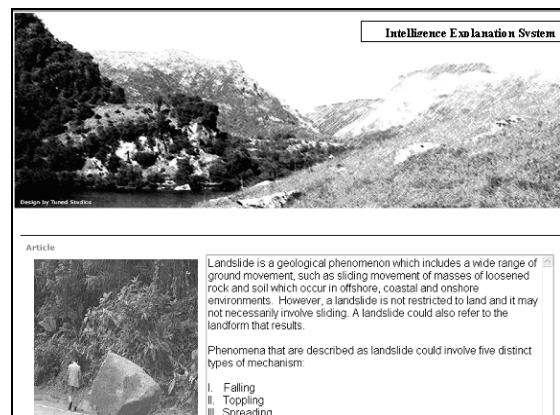 Intelligence Explanation System
Design by Tuned Studios
Article
Landslide is a geological phenomenon which includes a wide range of
ground movement, such as sliding movement of masses of loosened
rock and soil which occur in offshore, coastal and onshore
environments. However, a landslide is not restricted to land and it may
not necessarily involve sliding. A landslide could also refer to the
landform that results.
Phenomena that are described as landslide could involve five distinct
types of mechanism:
I. Falling
II. Toppling
III. Spreading